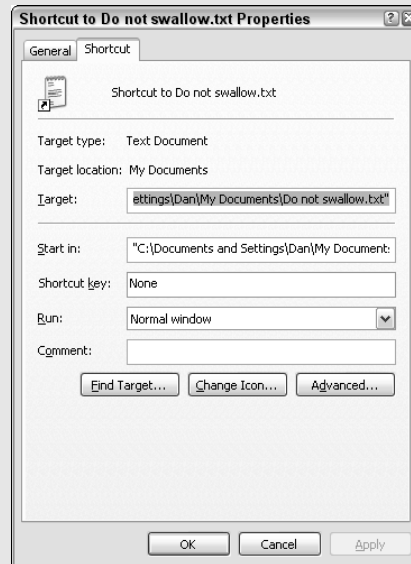 Shortcut to Do not swallow.txt Properties
General Shortcut
Shortcut to Do not swallow.txt
Target type: Text Document
Target location: My Documents
Target: ettings\Dan\My Documents\Do not swallow.txt"
Start in: "C:\Documents and Settings\Dan\My Document:
Shortcut key: None
Run: Normal window
Comment:
Find Target... Change Icon... Advanced...
OK Cancel Apply